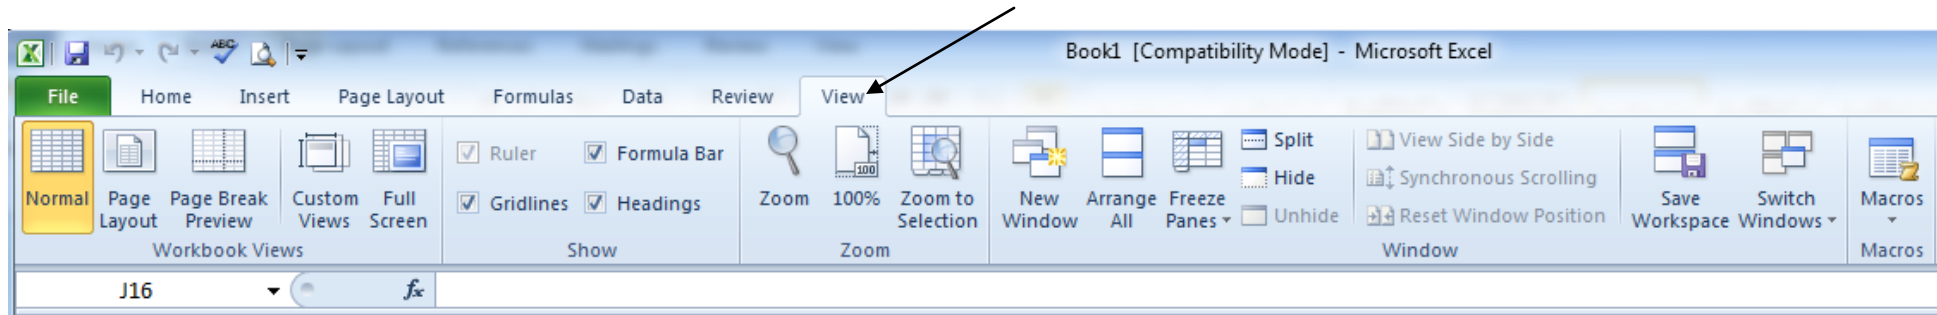 ABC
Book1 [Compatibility Mode] - Microsoft Excel
File Home Insert Page Layout Formulas Data Review View
Normal
Page Layout
Page Break Preview
Custom Views
Full Screen
Workbook Views
Ruler
Formula Bar
Gridlines
Headings
Show
Zoom
100
100%
Zoom to Selection
Zoom
New Window
Arrange All
Freeze Panes
Split
Hide
Unhide
View Side by Side
Synchronous Scrolling
Reset Window Position
Save Workspace
Switch Windows
Window
Macros
Macros
J16
fx